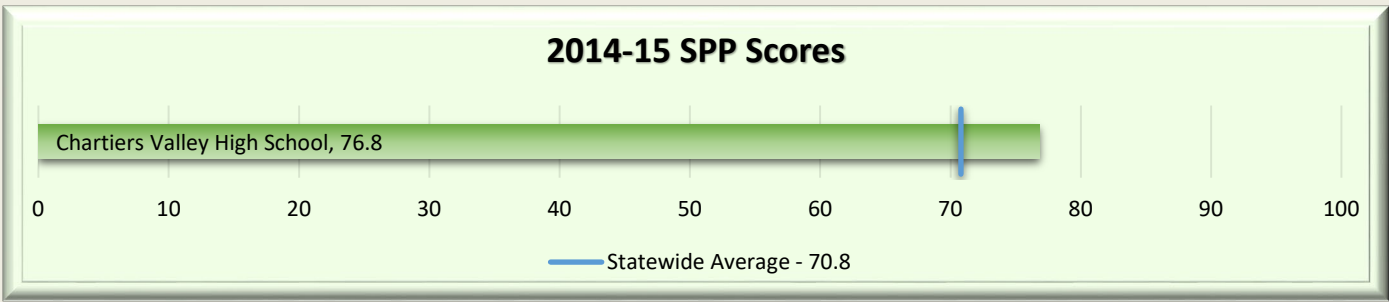 2014-15 SPP Scores
Chartiers Valley High School, 76.8
0 10 20 30 40 50 60 70 80 90 100
Statewide Average - 70.8